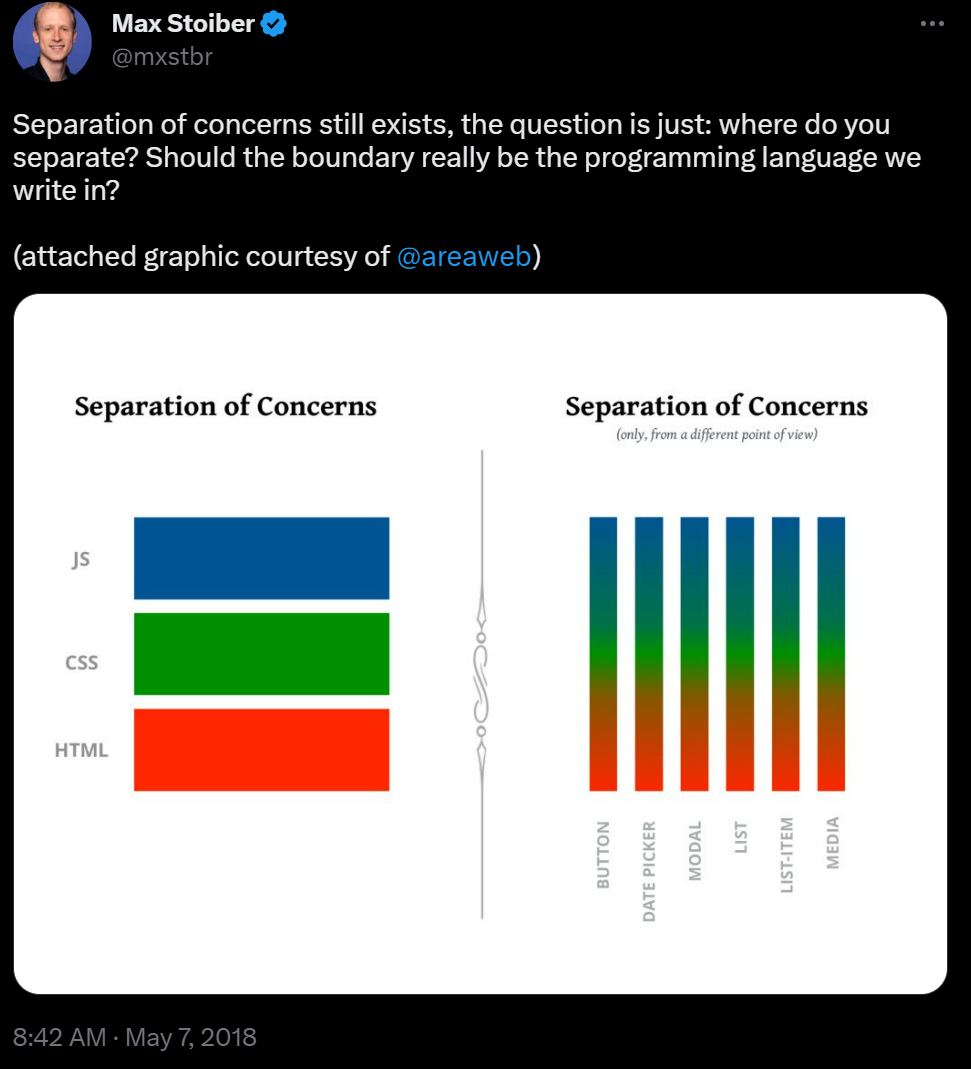 Max Stoiber
@mxstbr
Separation of concerns still exists, the question is just: where do you
separate? Should the boundary really be the programming language we
write in?
(attached graphic courtesy of @areaweb)
Separation of Concerns
JS
CSS
HTML
Separation of Concerns
(only, from a different point of view)
BUTTON
DATE PICKER
MODAL
LIST
LIST-ITEM
MEDIA
8:42 AM · May 7, 2018